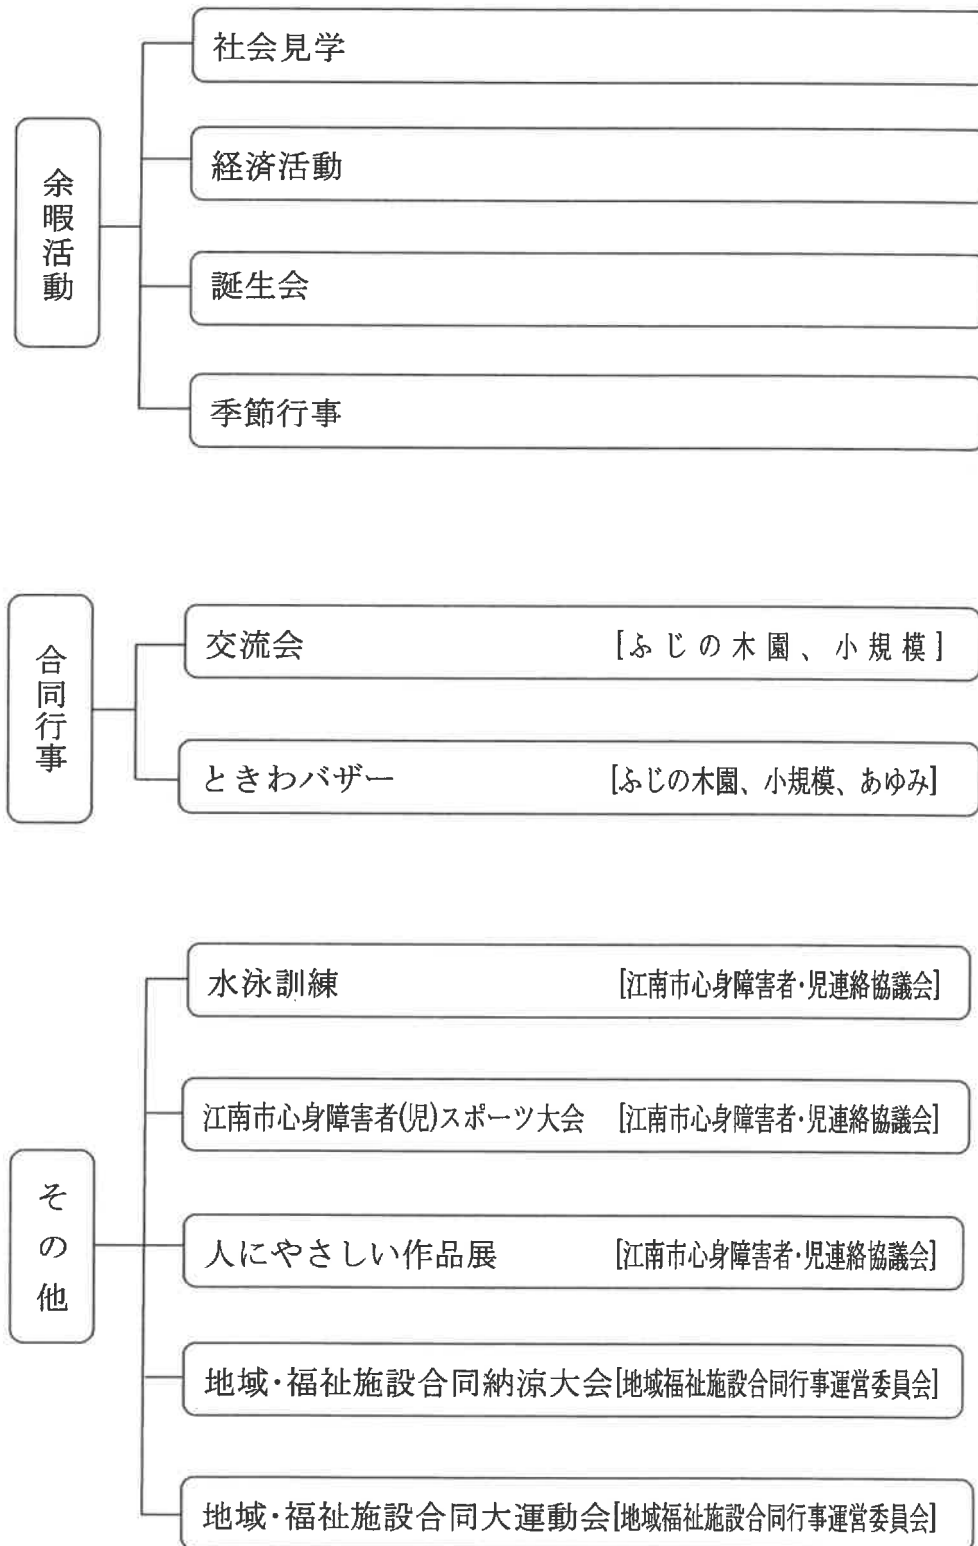 余暇活動
社会見学
経済活動
誕生会
季節行事
合同行事
交流会 [ふじの木園、小規模]
ときわバザー [ふじの木園、小規模、あゆみ]
その他
水泳訓練 [江南市心身障害者・児連絡協議会]
江南市心身障害者(児)スポーツ大会 [江南市心身障害者・児連絡協議会]
人にやさしい作品展 [江南市心身障害者・児連絡協議会]
地域・福祉施設合同納涼大会[地域福祉施設合同行事運営委員会]
地域・福祉施設合同大運動会[地域福祉施設合同行事運営委員会]